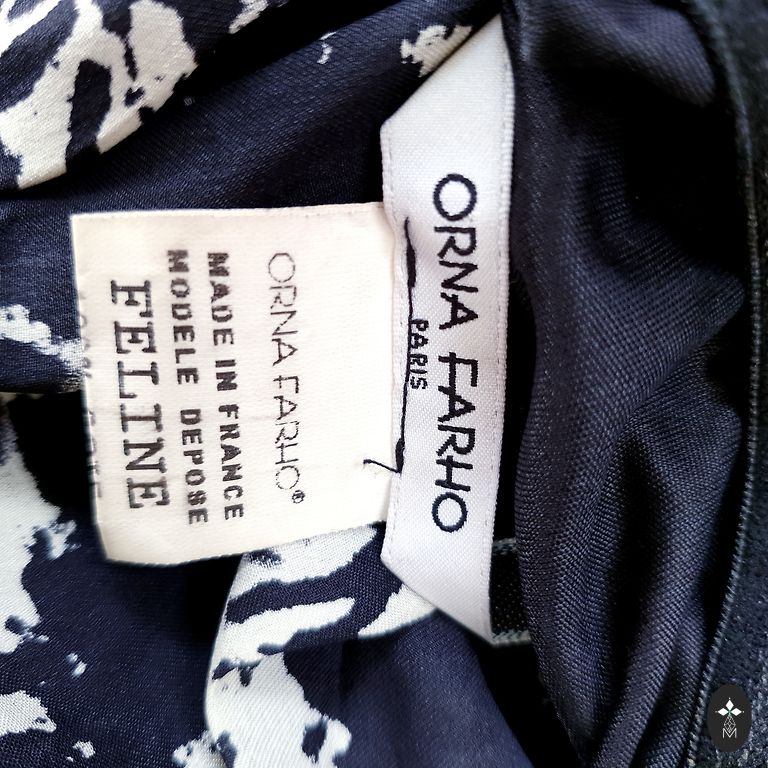 ORNA FARHO
PARIS
ORNA FARHO®
MADE IN FRANCE
MODELE DEPOSE
FELINE